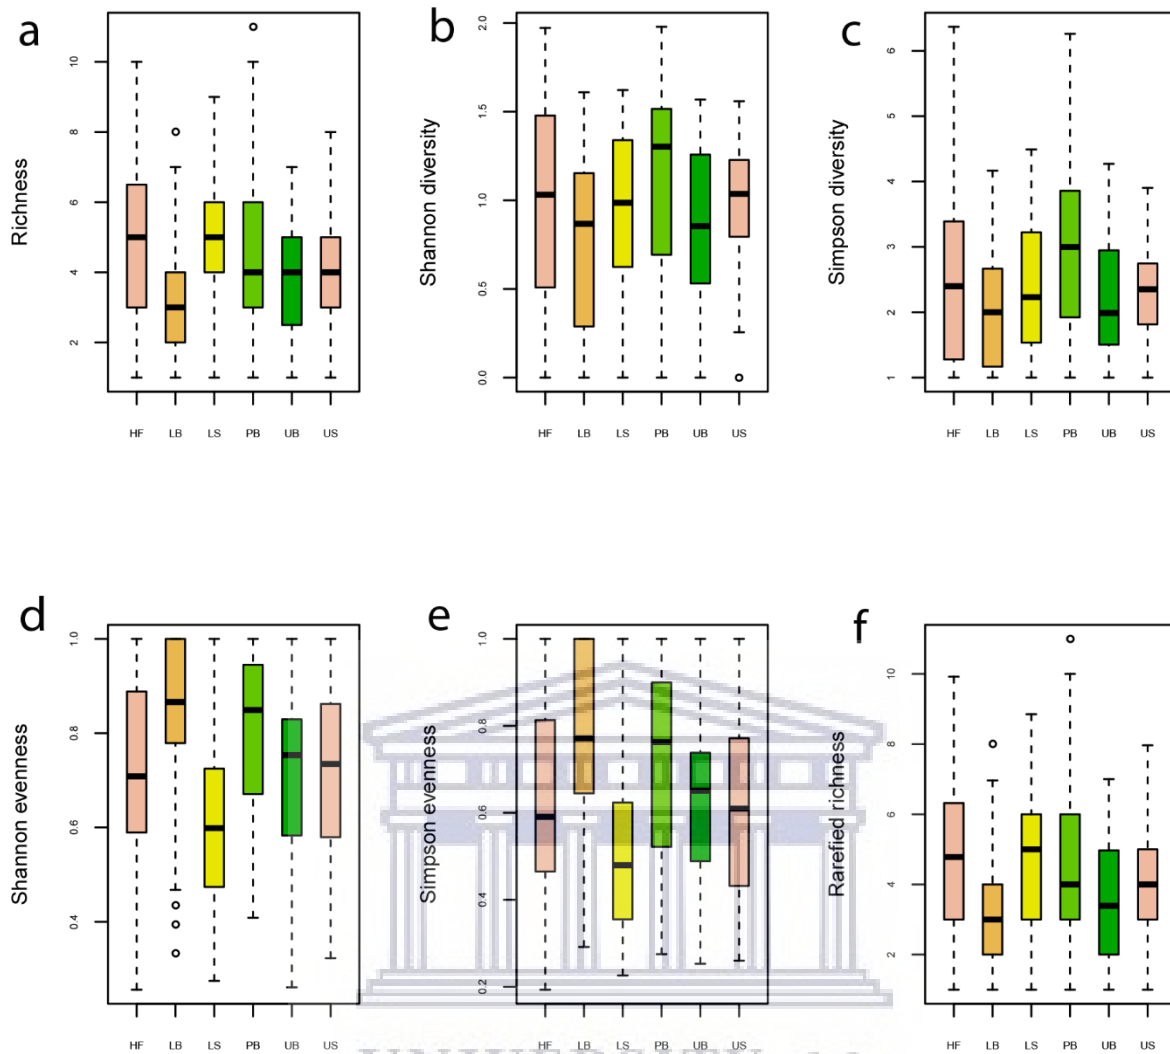 a
Richness
10
8
6
4
2
HF LB LS PB UB US
b
Shannon diversity
2.0
1.5
1.0
0.5
0.0
HF LB LS PB UB US
c
Simpson diversity
6
5
4
3
2
1
HF LB LS PB UB US
d
Shannon evenness
1.0
0.8
0.6
0.4
HF LB LS PB UB US
e
Simpson evenness
1.0
0.8
0.6
0.4
0.2
HF LB LS PB UB US
f
Rarefied richness
10
8
6
4
2
HF LB LS PB UB US